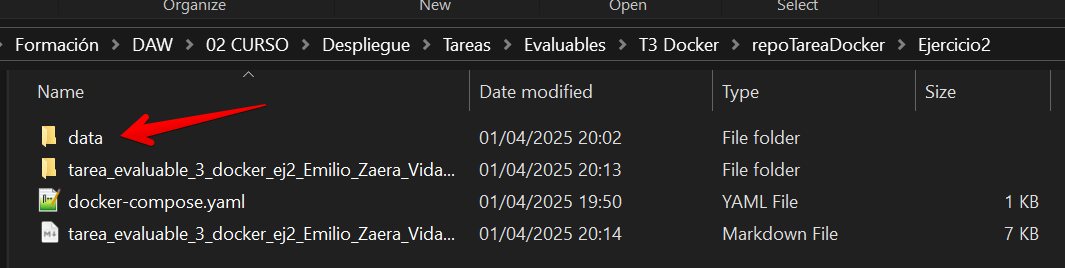 Organize New Open Select
Formación DAW 02 CURSO Despliegue Tareas Evaluables T3 Docker repoTareaDocker Ejercicio2
Name Date modified Type Size
data 01/04/2025 20:02 File folder
tarea_evaluable_3_docker_ej2_Emilio_Zaera_Vida... 01/04/2025 20:13 File folder
docker-compose.yaml 01/04/2025 19:50 YAML File 1 KB
tarea_evaluable_3_docker_ej2_Emilio_Zaera_Vida... 01/04/2025 20:14 Markdown File 7 KB